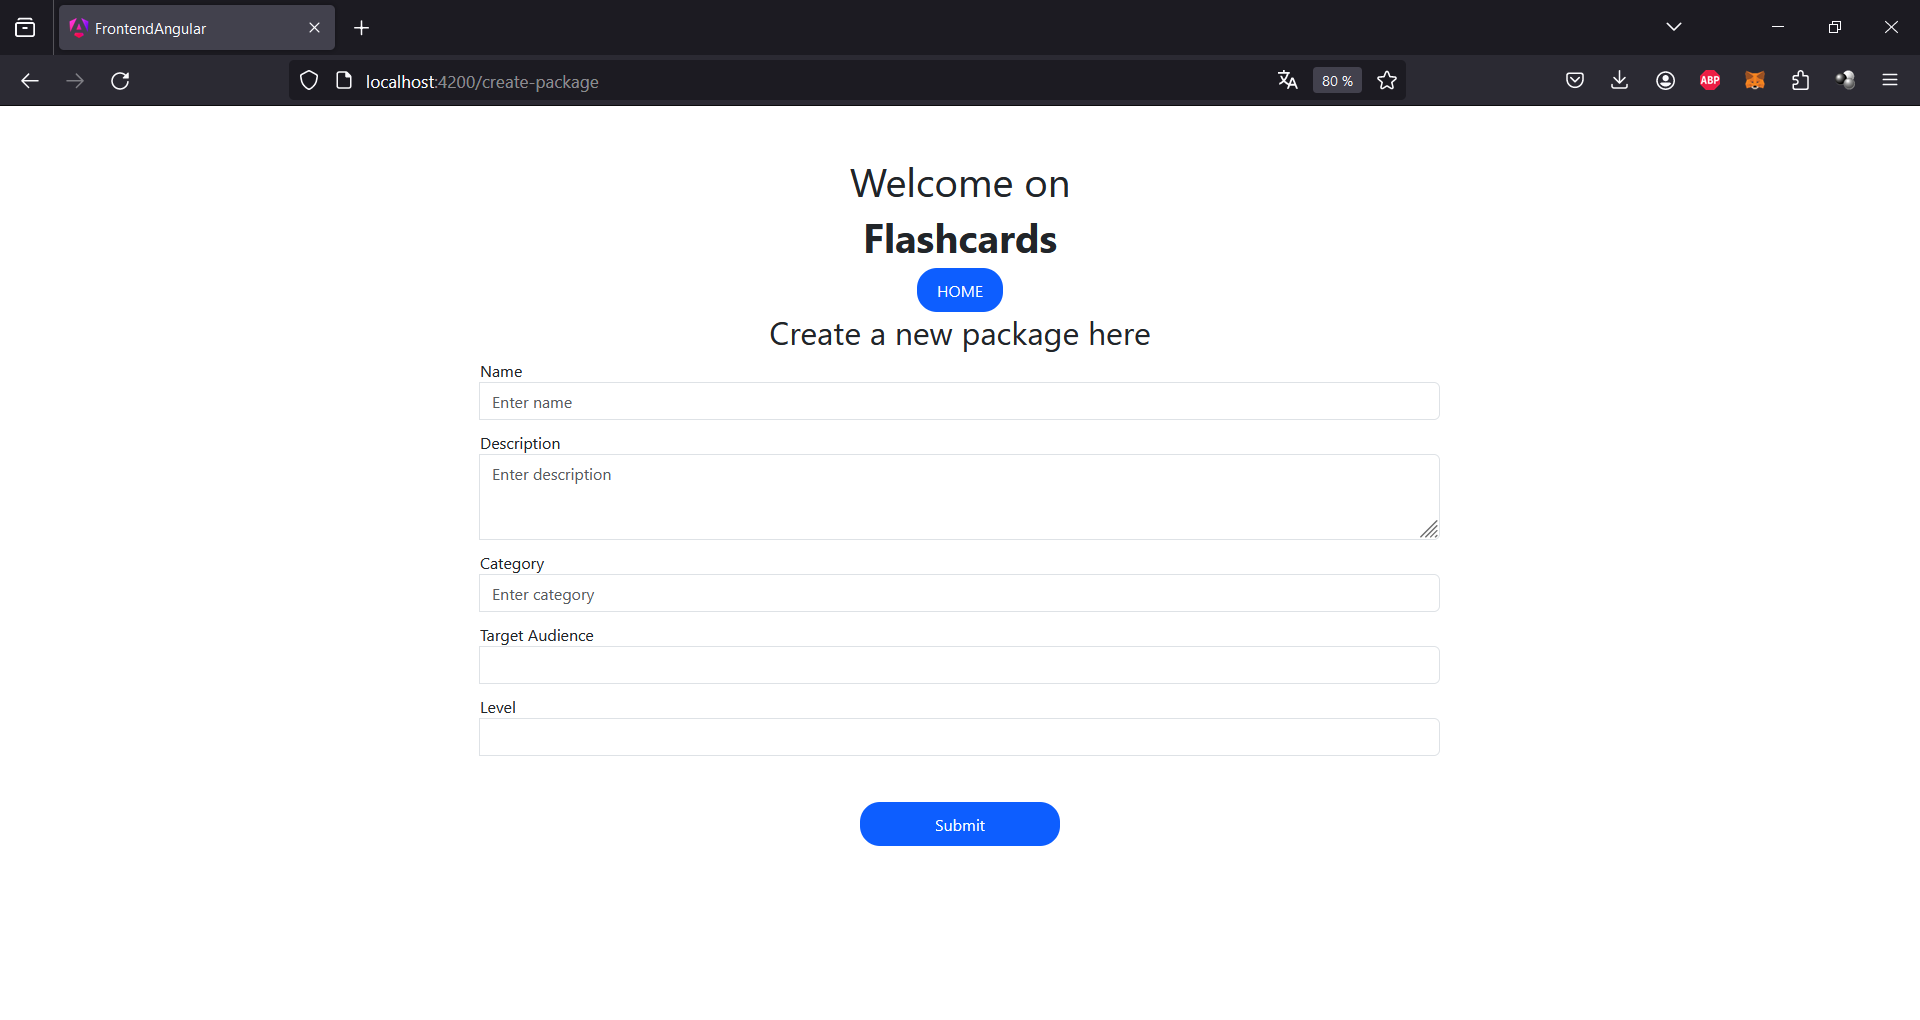 FrontendAngular
localhost:4200/create-package
80 %
ABP
Welcome on
Flashcards
HOME
Create a new package here
Name
Enter name
Description
Enter description
Category
Enter category
Target Audience
Level
Submit